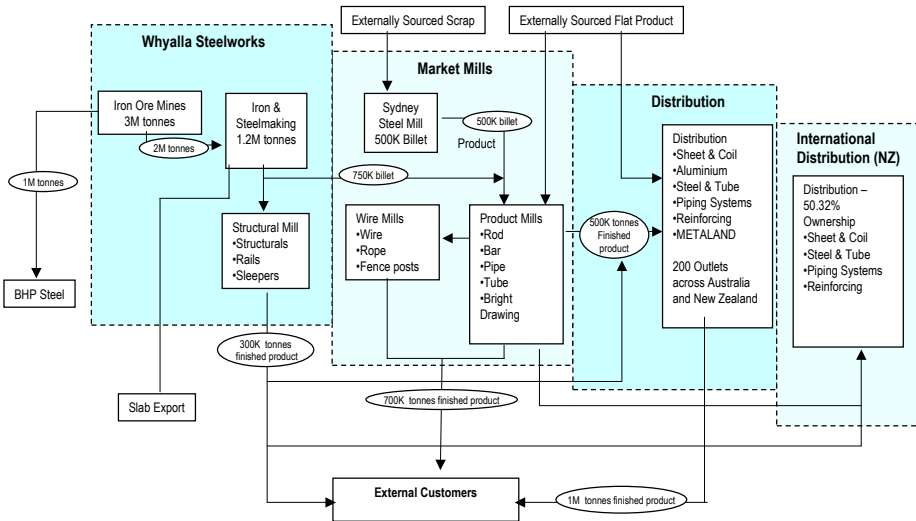 Externally Sourced Scrap
Externally Sourced Flat Product
Whyalla Steelworks
Market Mills
Distribution
International
Distribution (NZ)
Iron Ore Mines
3M tonnes
2M tonnes
Iron &
Steelmaking
1.2M tonnes
1M tonnes
BHP Steel
Structural Mill
•Structurals
•Rails
•Sleepers
300K tonnes
finished product
Slab Export
Sydney
Steel Mill
500K Billet
500K billet
Product
750K billet
Wire Mills
•Wire
•Rope
•Fence posts
Product Mills
•Rod
•Bar
•Pipe
•Tube
•Bright
Drawing
500K tonnes
Finished
product
700K tonnes finished product
Distribution
•Sheet & Coil
•Aluminium
•Steel & Tube
•Piping Systems
•Reinforcing
•METALAND
200 Outlets
across Australia
and New Zealand
Distribution –
50.32%
Ownership
•Sheet & Coil
•Steel & Tube
•Piping Systems
•Reinforcing
External Customers
1M tonnes finished product